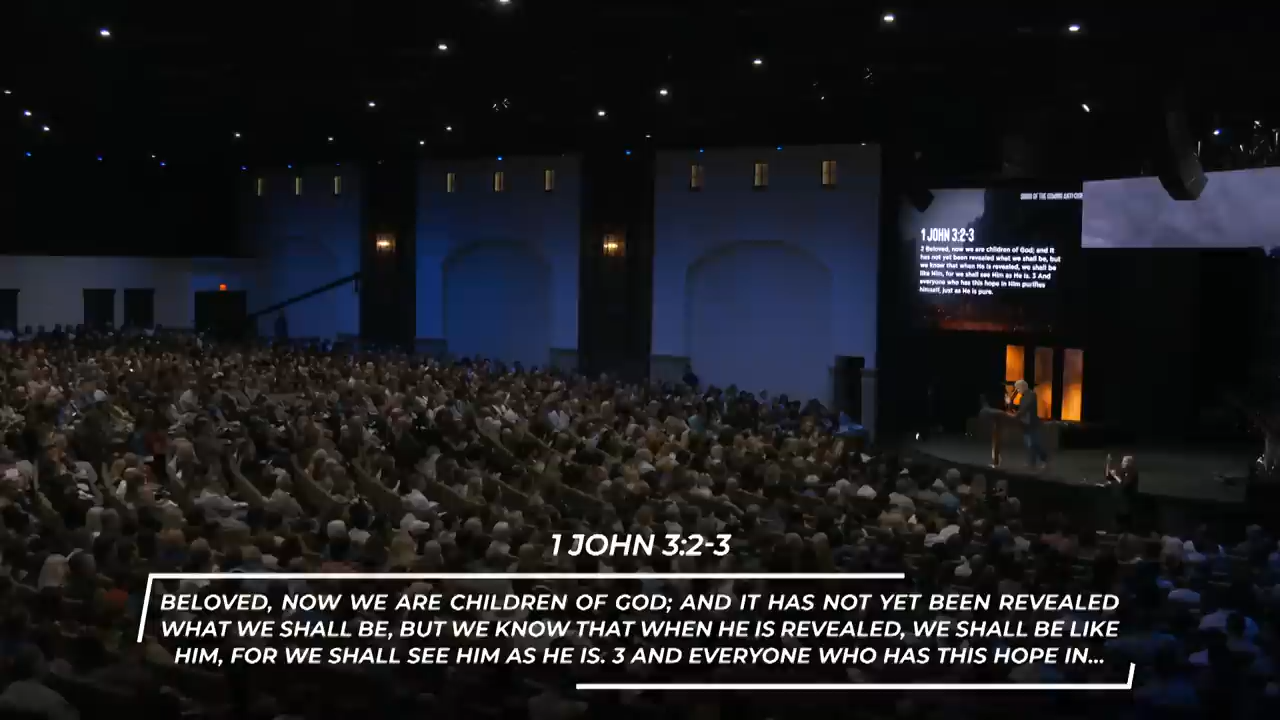 SIGNS OF THE COMING ANTICHR
1 JOHN 3:2-3
2 Beloved, now we are children of God; and it
has not yet been revealed what we shall be, but
we know that when He is revealed, we shall be
like Him, for we shall see Him as He is. 3 And
everyone who has this hope in Him purifies
himself, just as He is pure.
1 JOHN 3:2-3
BELOVED, NOW WE ARE CHILDREN OF GOD; AND IT HAS NOT YET BEEN REVEALED
WHAT WE SHALL BE, BUT WE KNOW THAT WHEN HE IS REVEALED, WE SHALL BE LIKE
HIM, FOR WE SHALL SEE HIM AS HE IS. 3 AND EVERYONE WHO HAS THIS HOPE IN...